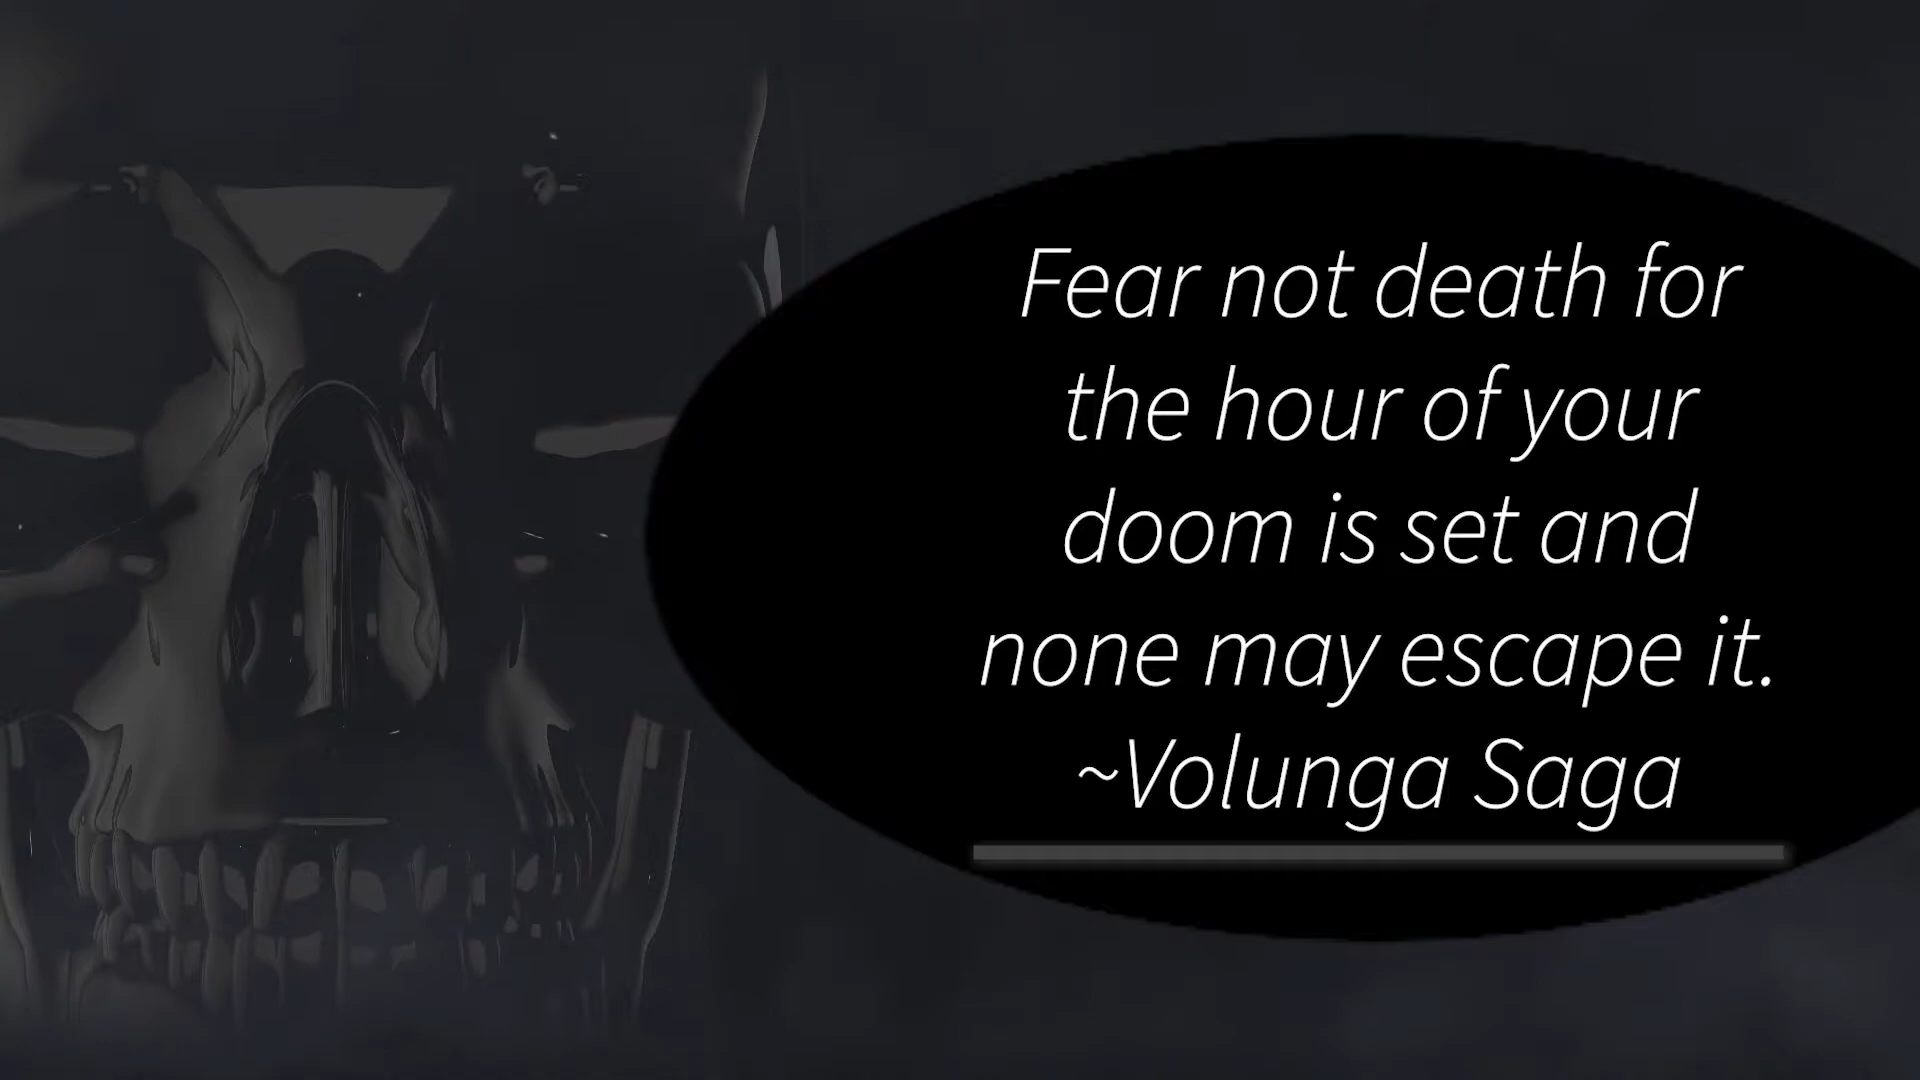 Fear not death for
the hour of your
doom is set and
none may escape it.
~Volunga Saga